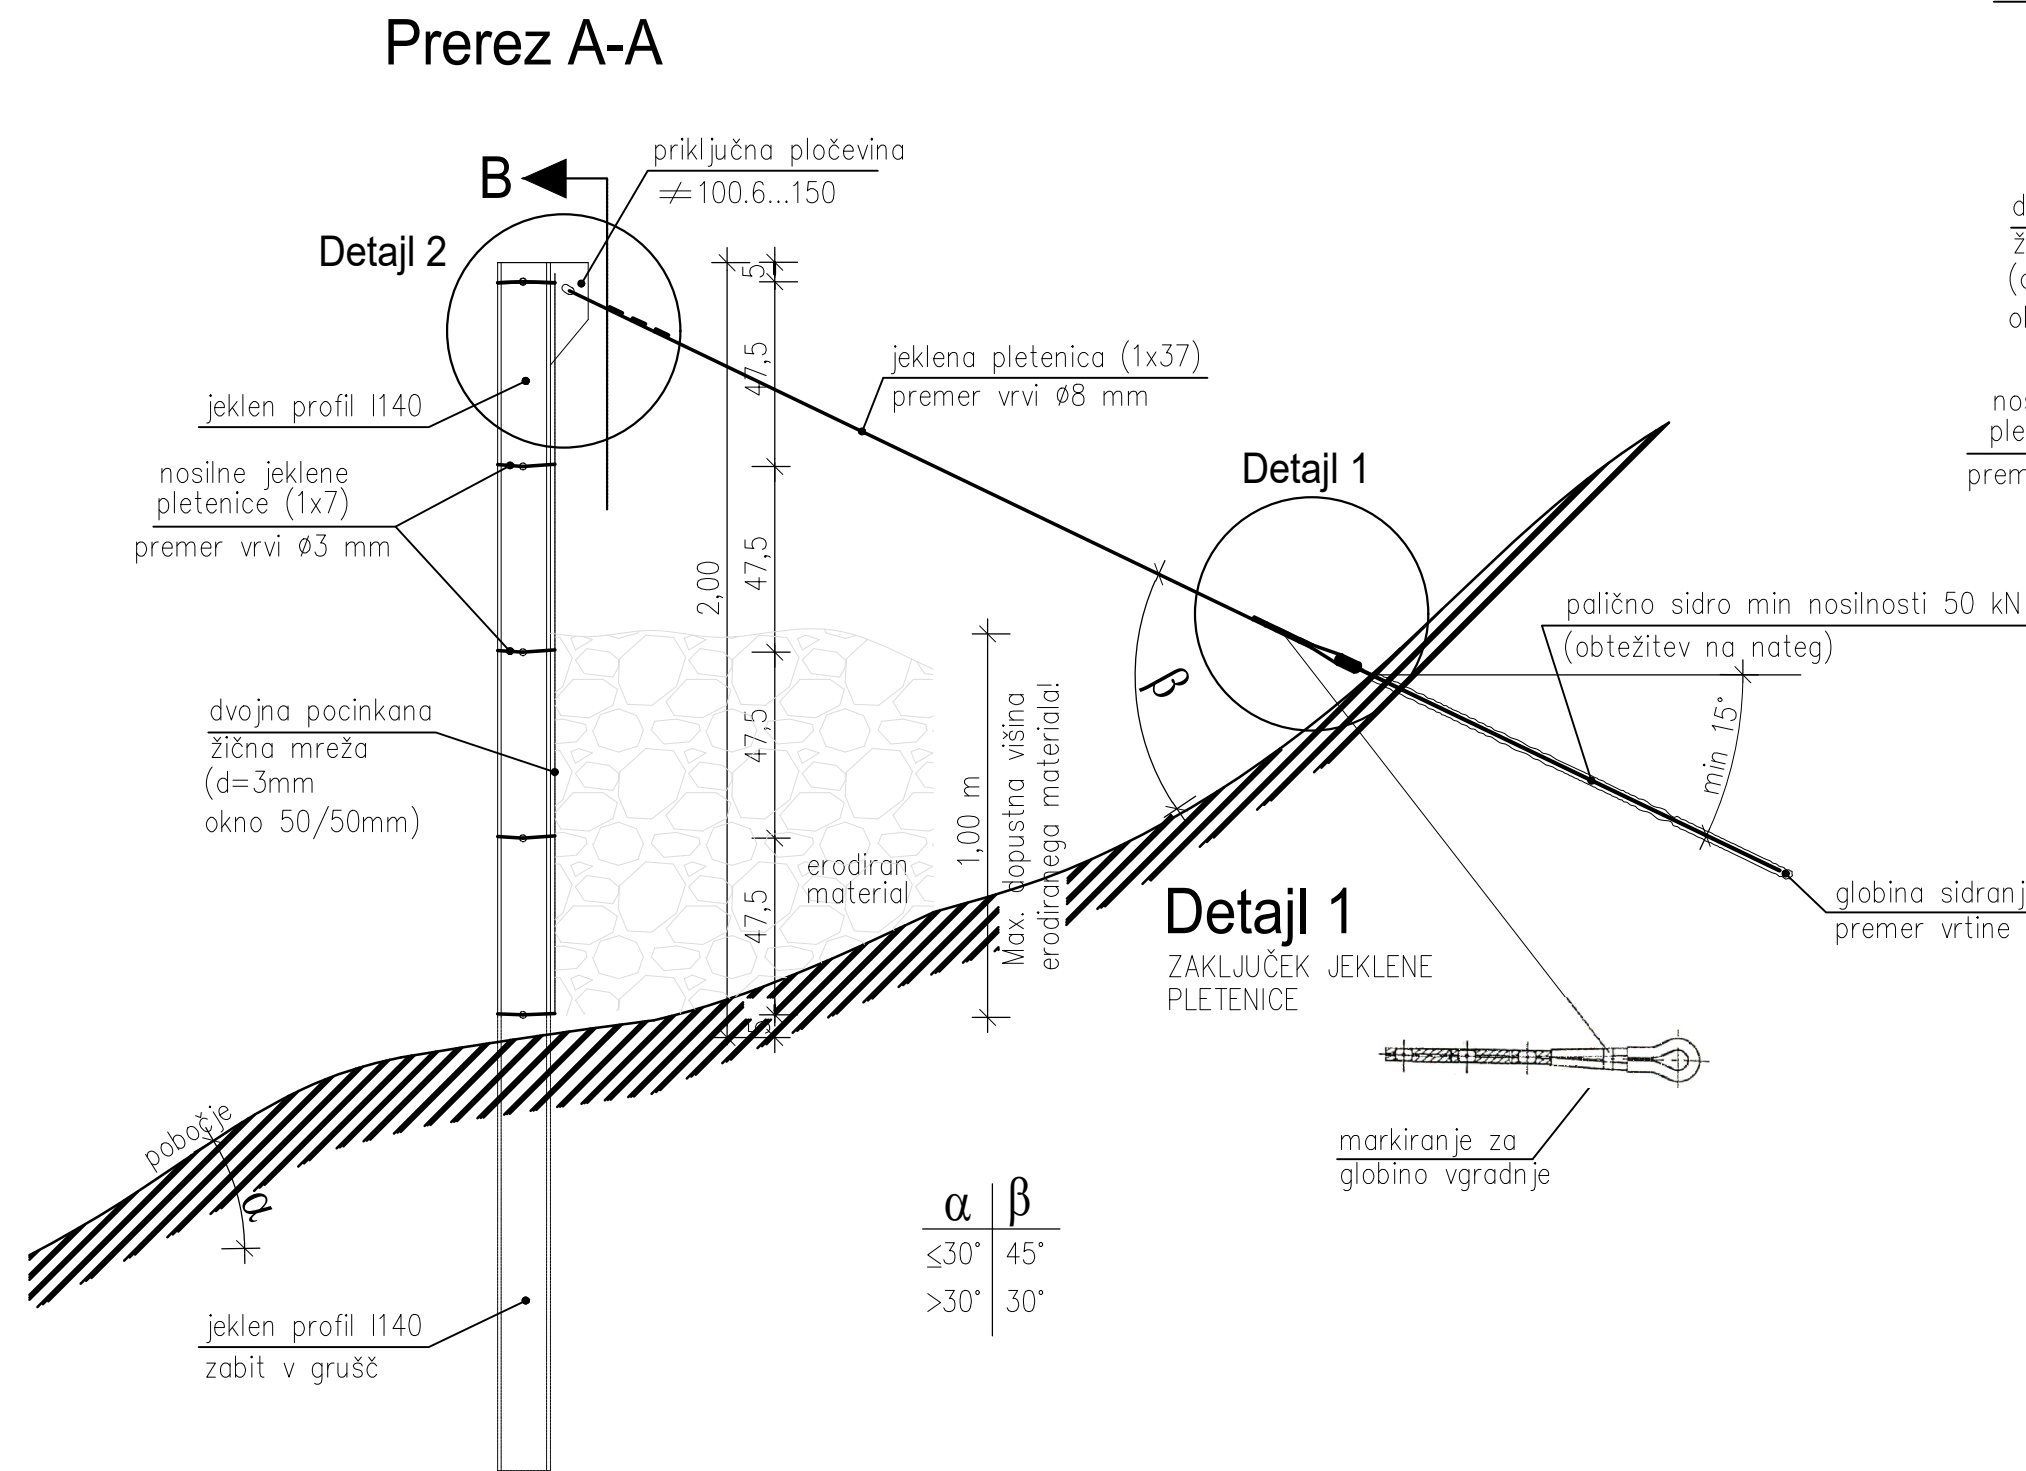 Prerez A-A
B
priključna pločevina
≠100.6...150
Detajl 2
5
47,5
jeklena pletenica (1x37)
premer vrvi ø8 mm
jeklen profil I140
nosilne jeklene
pletenice (1x7)
premer vrvi ø3 mm
Detajl 1
47,5
2,00
β
palično sidro min nosilnosti 50 kN
(obtežitev na nateg)
min 15°
dvojna pocinkana
žična mreža
(d=3mm
okno 50/50mm)
47,5
1,00 m
Max. dopustna višina
erodiranega materiala!
erodiran
material
47,5
5
globina sidranj
premer vrtine
Detajl 1
ZAKLJUČEK JEKLENE
PLETENICE
markiranje za
globino vgradnje
pobočje
α
α β
≤30° 45°
>30° 30°
jeklen profil I140
zabit v grušč
nos
ple
prem